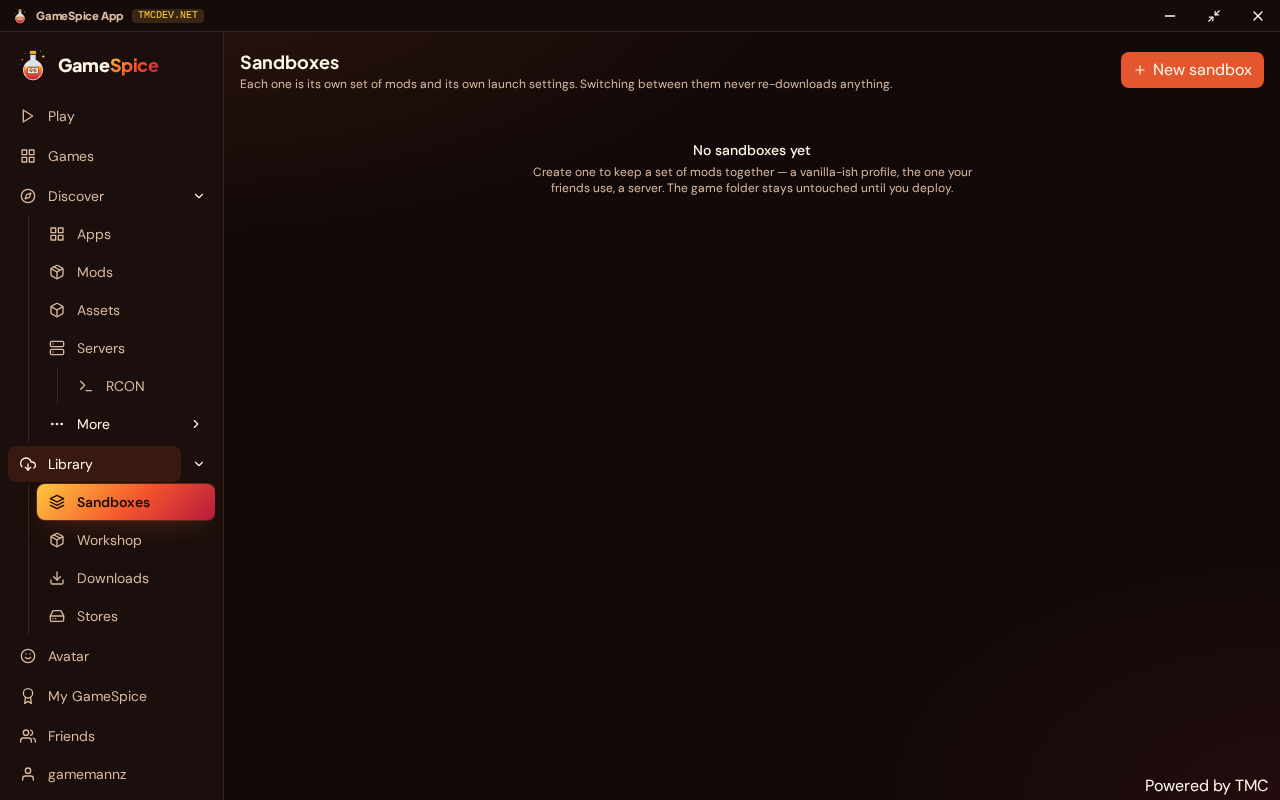 GameSpice App TMCDEV.NET
GameSpice
Play
Games
Discover
Apps
Mods
Assets
Servers
RCON
More
Library
Sandboxes
Workshop
Downloads
Stores
Avatar
My GameSpice
Friends
gamemannz
Sandboxes
Each one is its own set of mods and its own launch settings. Switching between them never re-downloads anything.
New sandbox
No sandboxes yet
Create one to keep a set of mods together — a vanilla-ish profile, the one your
friends use, a server. The game folder stays untouched until you deploy.
Powered by TMC